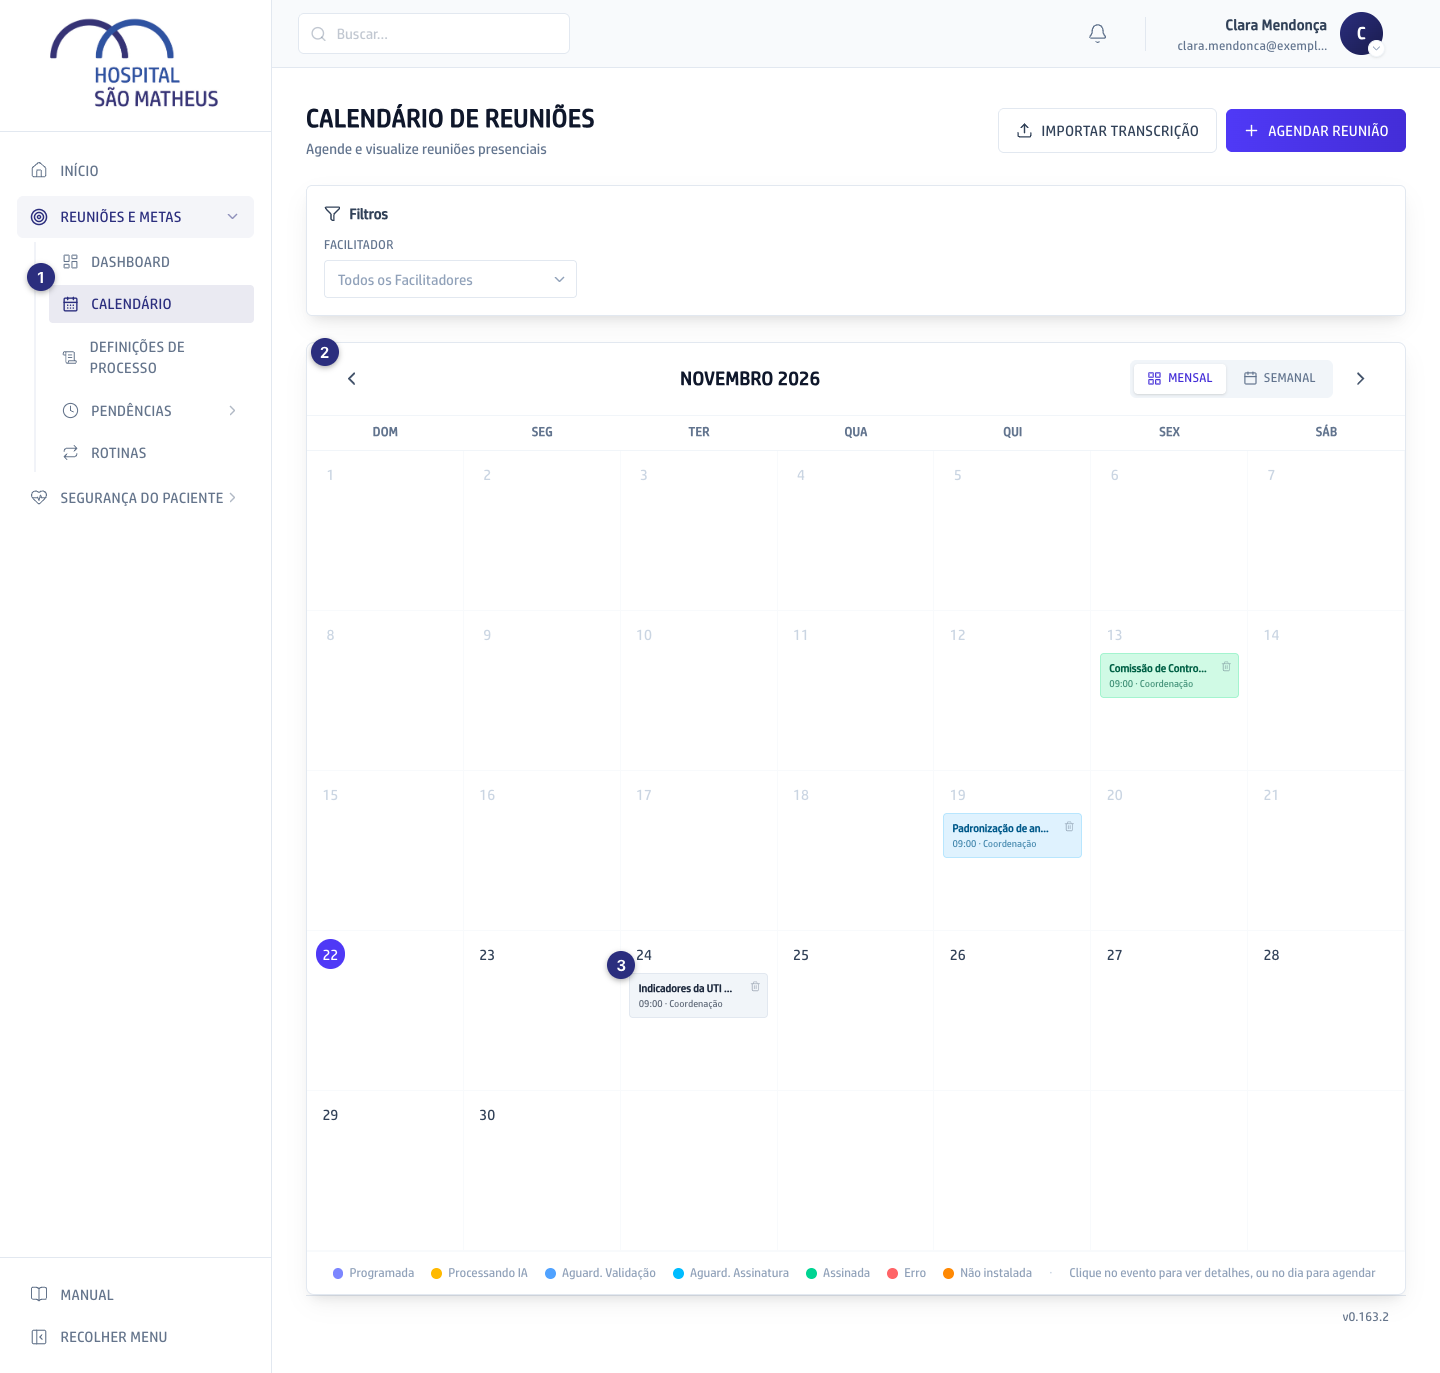 HOSPITAL
SÃO MATHEUS
INÍCIO
REUNIÕES E METAS
DASHBOARD
1
CALENDÁRIO
DEFINIÇÕES DE
PROCESSO
PENDÊNCIAS
ROTINAS
SEGURANÇA DO PACIENTE
MANUAL
RECOLHER MENU
Buscar...
Clara Mendonça
clara.mendonca@exempl...
C
CALENDÁRIO DE REUNIÕES
Agende e visualize reuniões presenciais
IMPORTAR TRANSCRIÇÃO
AGENDAR REUNIÃO
Filtros
FACILITADOR
Todos os Facilitadores
2
NOVEMBRO 2026
MENSAL
SEMANAL
DOM SEG TER QUA QUI SEX SÁB
1 2 3 4 5 6 7
8 9 10 11 12 13 14
Comissão de Contro...
09:00 · Coordenação
15 16 17 18 19 20 21
Padronização de an...
09:00 · Coordenação
22 23 24 25 26 27 28
3
Indicadores da UTI ...
09:00 · Coordenação
29 30
Programada Processando IA Aguard. Validação Aguard. Assinatura Assinada Erro Não instalada · Clique no evento para ver detalhes, ou no dia para agendar
v0.163.2